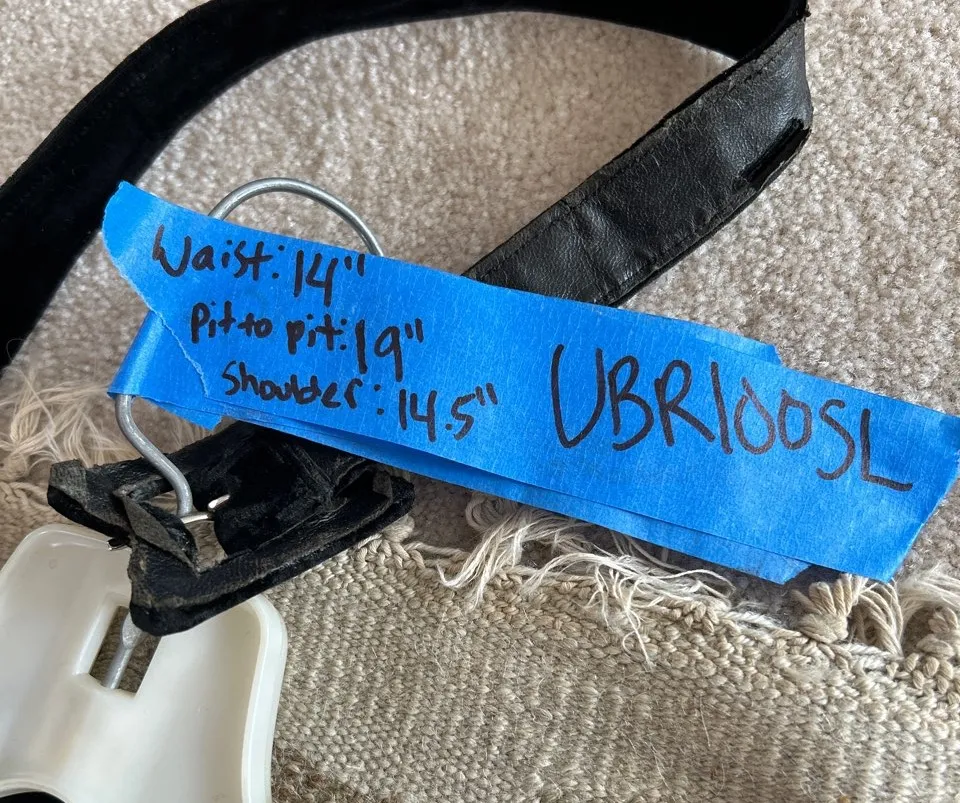 Waist: 14"
Pit to pit: 19"
Shoulder: 14.5"
UBR100SL